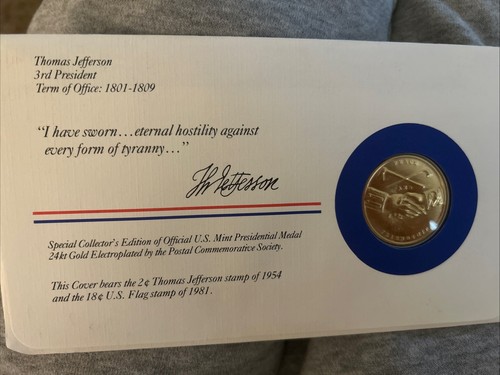 Thomas Jefferson
3rd President
Term of Office: 1801-1809
“I have sworn…eternal hostility against
every form of tyranny…”
Th Jefferson
Special Collector's Edition of Official U.S. Mint Presidential Medal
24kt Gold Electroplated by the Postal Commemorative Society.
This Cover bears the 2¢ Thomas Jefferson stamp of 1954
and the 18¢ U.S. Flag stamp of 1981.
PEACE
FRIENDSHIP